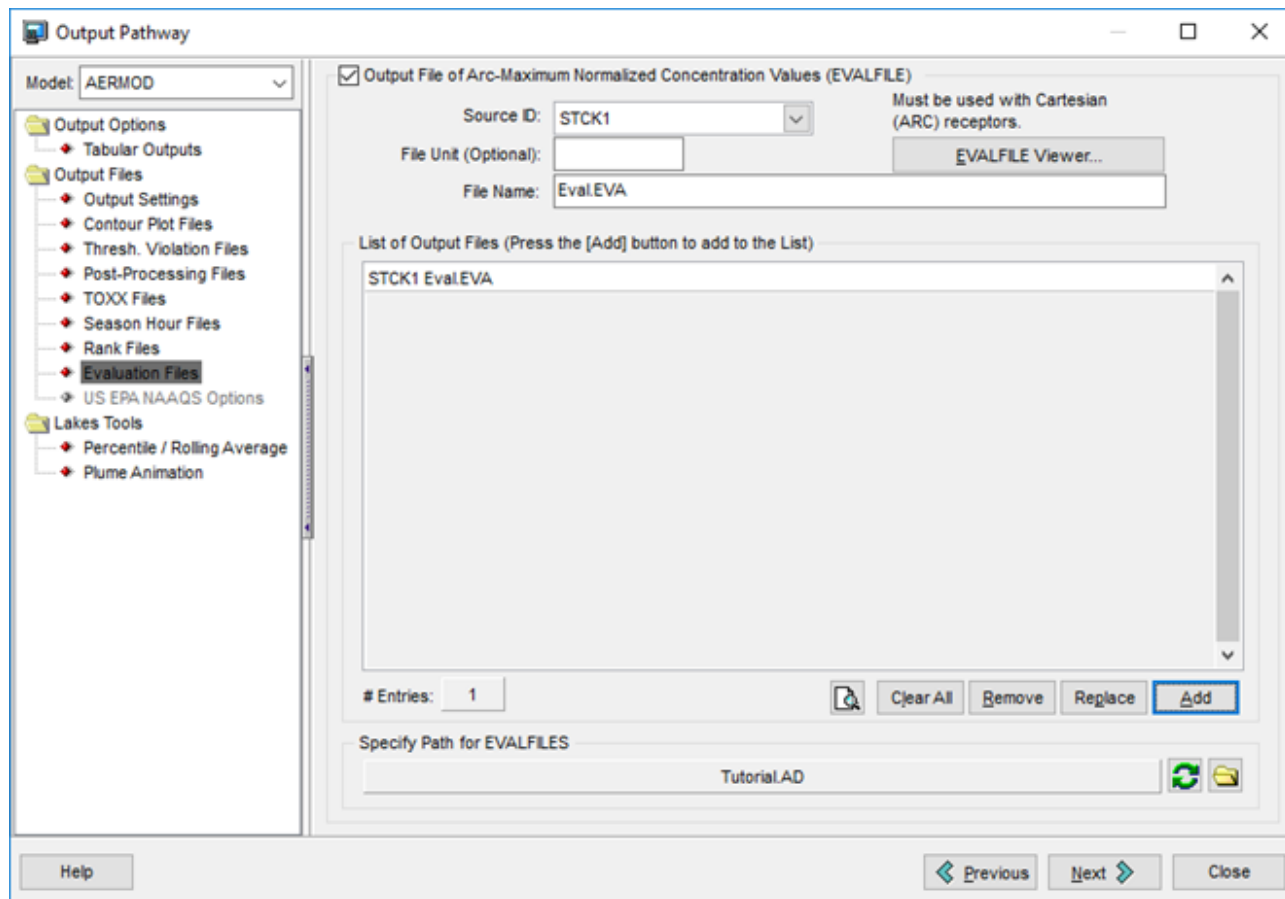 Output Pathway
Model: AERMOD
Output Options
Tabular Outputs
Output Files
Output Settings
Contour Plot Files
Thresh. Violation Files
Post-Processing Files
TOXX Files
Season Hour Files
Rank Files
Evaluation Files
US EPA NAAQS Options
Lakes Tools
Percentile / Rolling Average
Plume Animation
Output File of Arc-Maximum Normalized Concentration Values (EVALFILE)
Source ID: STCK1
Must be used with Cartesian
(ARC) receptors.
File Unit (Optional):
EVALFILE Viewer...
File Name: Eval.EVA
List of Output Files (Press the [Add] button to add to the List)
STCK1 Eval.EVA
# Entries: 1
Clear All Remove Replace Add
Specify Path for EVALFILES
Tutorial.AD
Help Previous Next Close